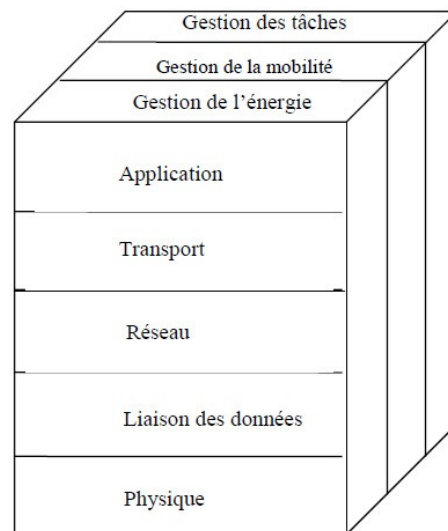 Gestion des tâches
Gestion de la mobilité
Gestion de l’énergie
Application
Transport
Réseau
Liaison des données
Physique